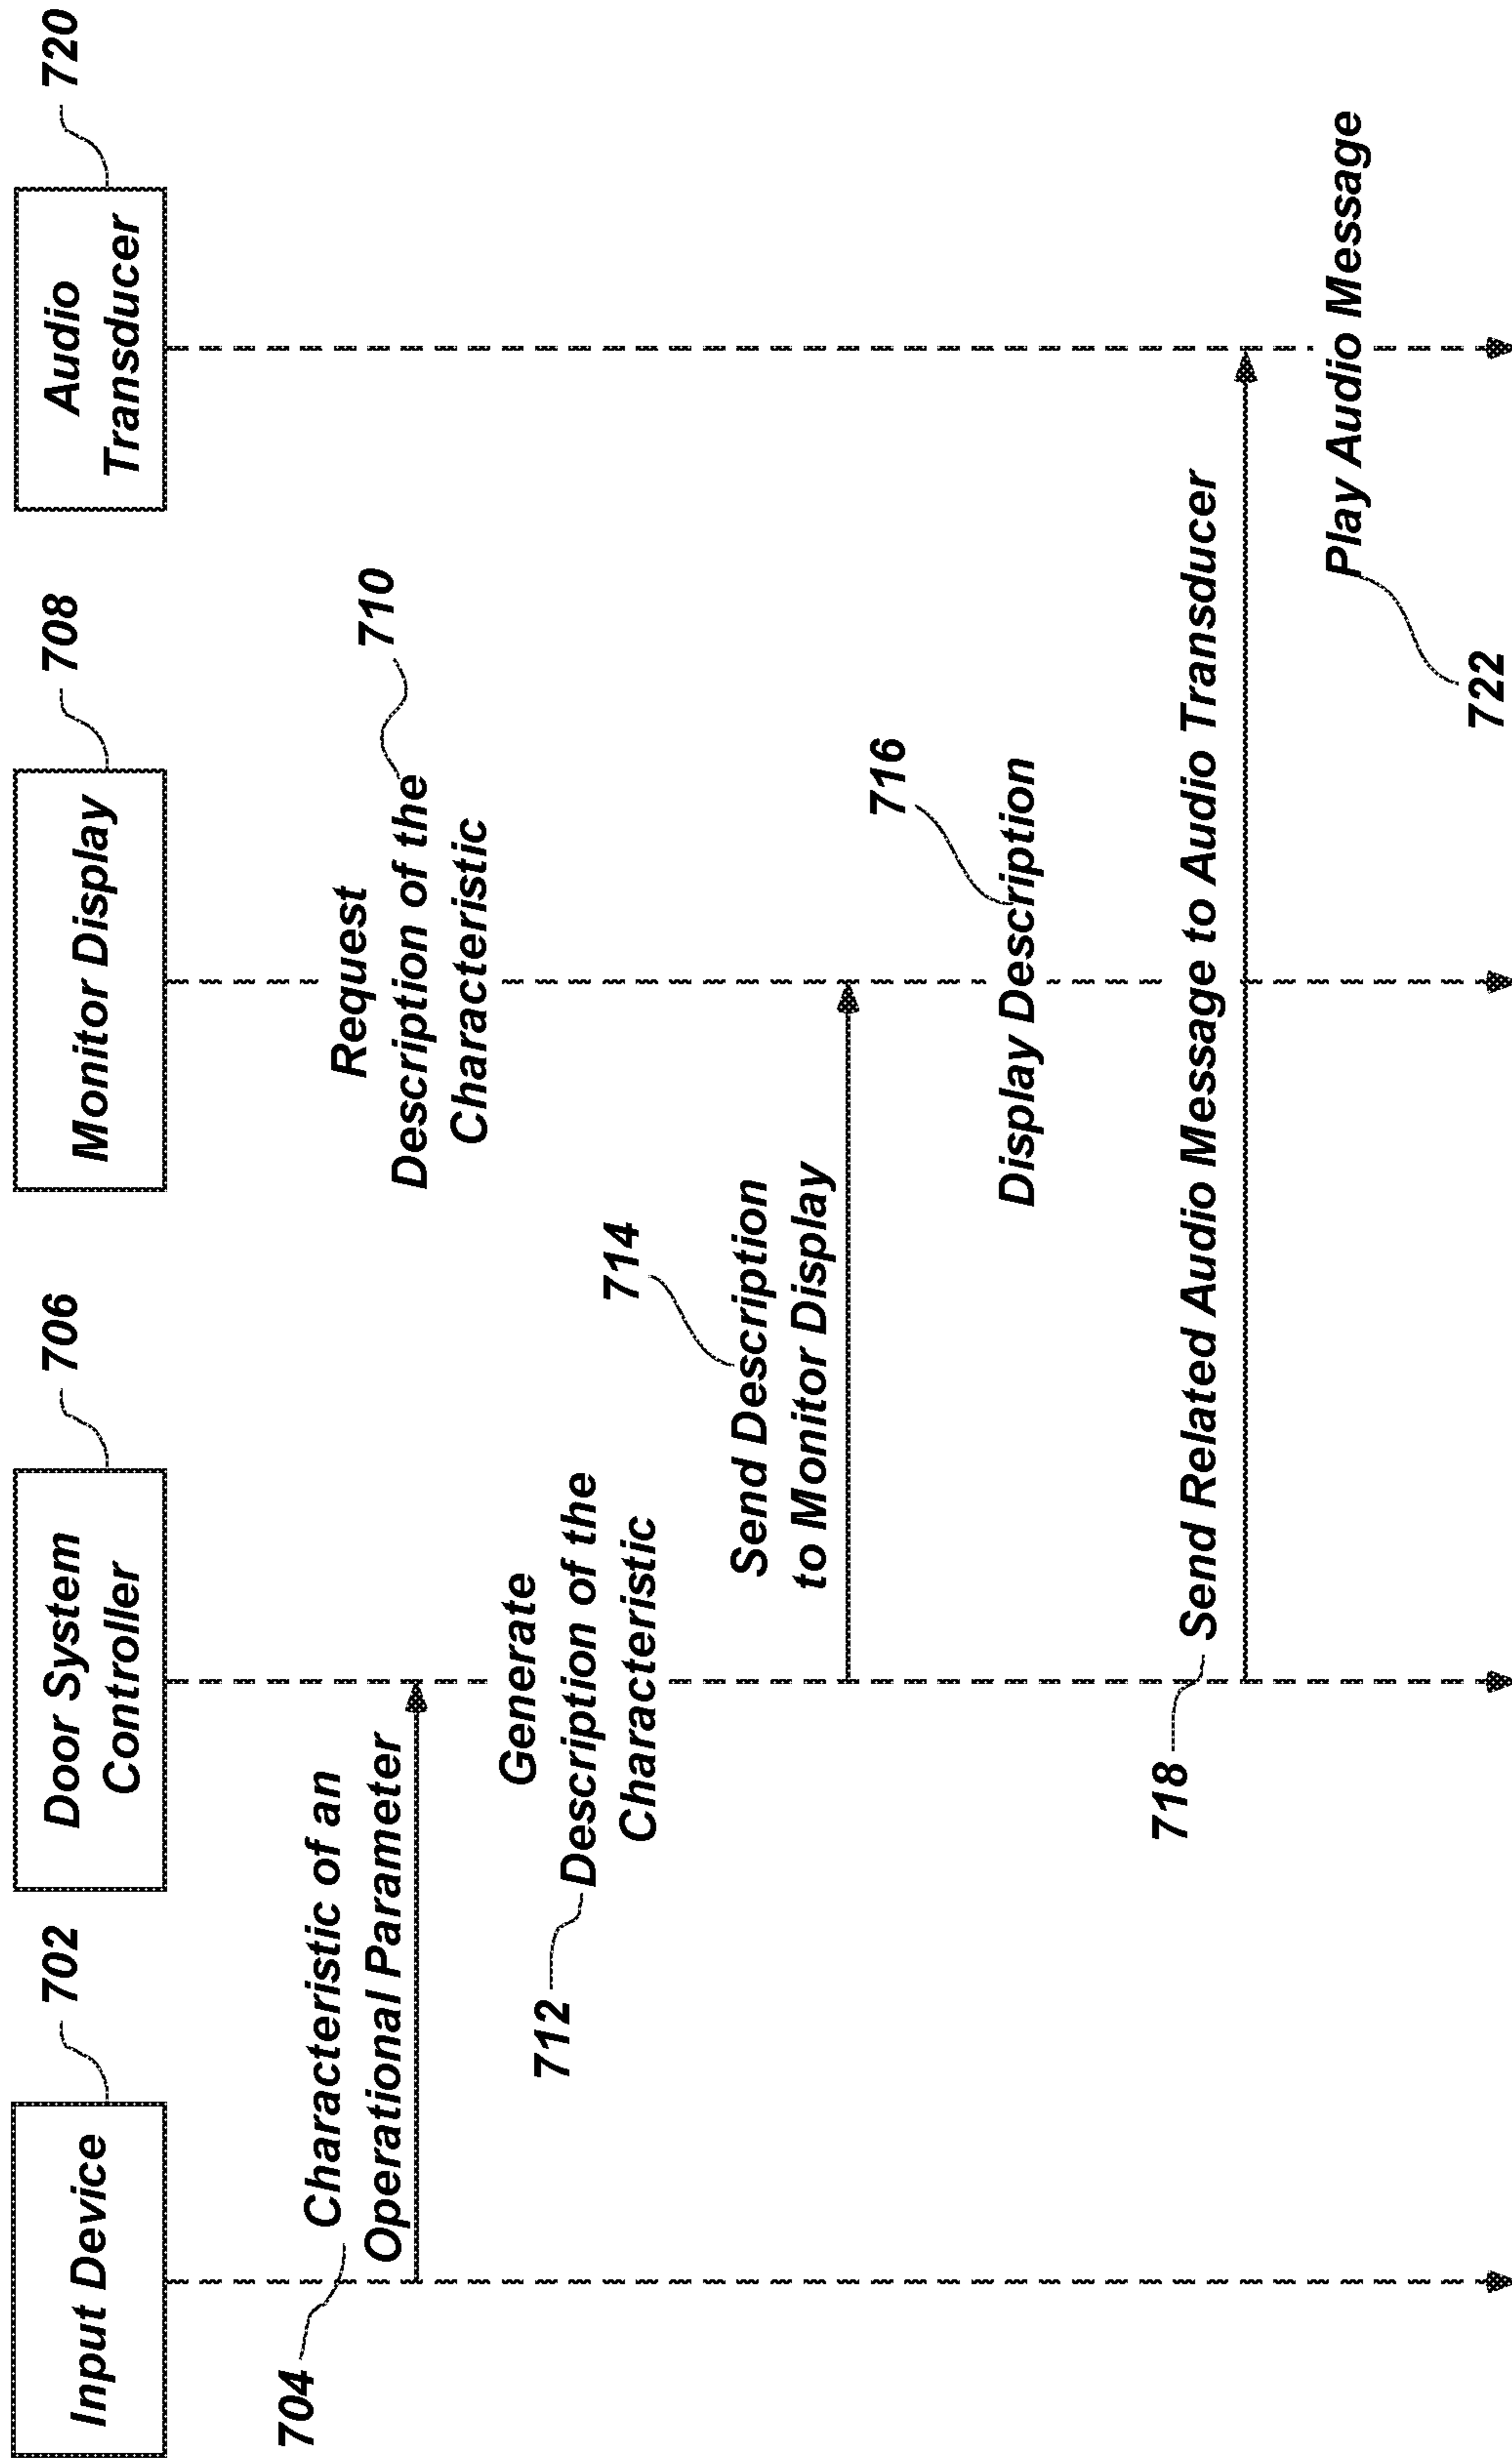 Input Device
702
Door System
Controller
706
Monitor Display
708
Audio
Transducer
720
704
Characteristic of an
Operational Parameter
Request
Description of the
Characteristic
710
Generate
Description of the
Characteristic
712
714
Send Description
to Monitor Display
716
Display Description
718
Send Related Audio Message to Audio Transducer
Play Audio Message
722